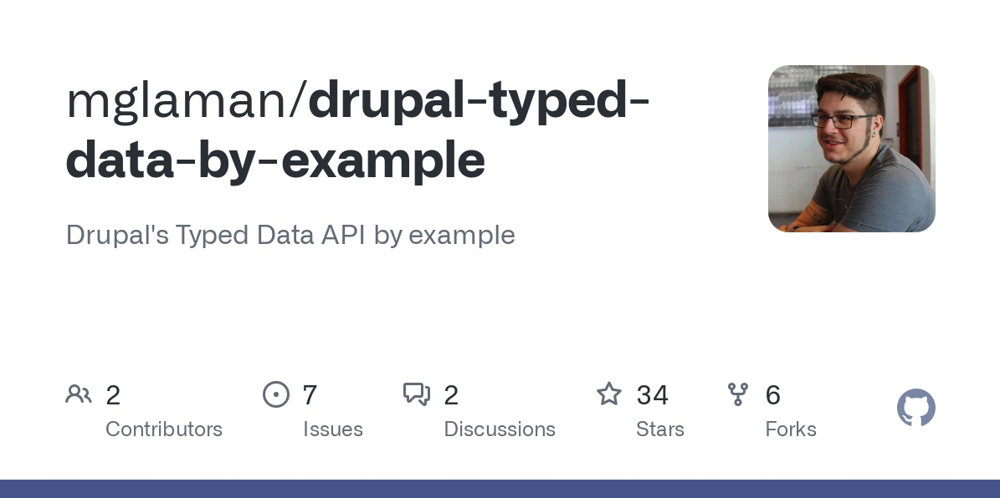 mglaman/drupal-typed-
data-by-example
Drupal's Typed Data API by example
2 7 2 34 6
Contributors Issues Discussions Stars Forks